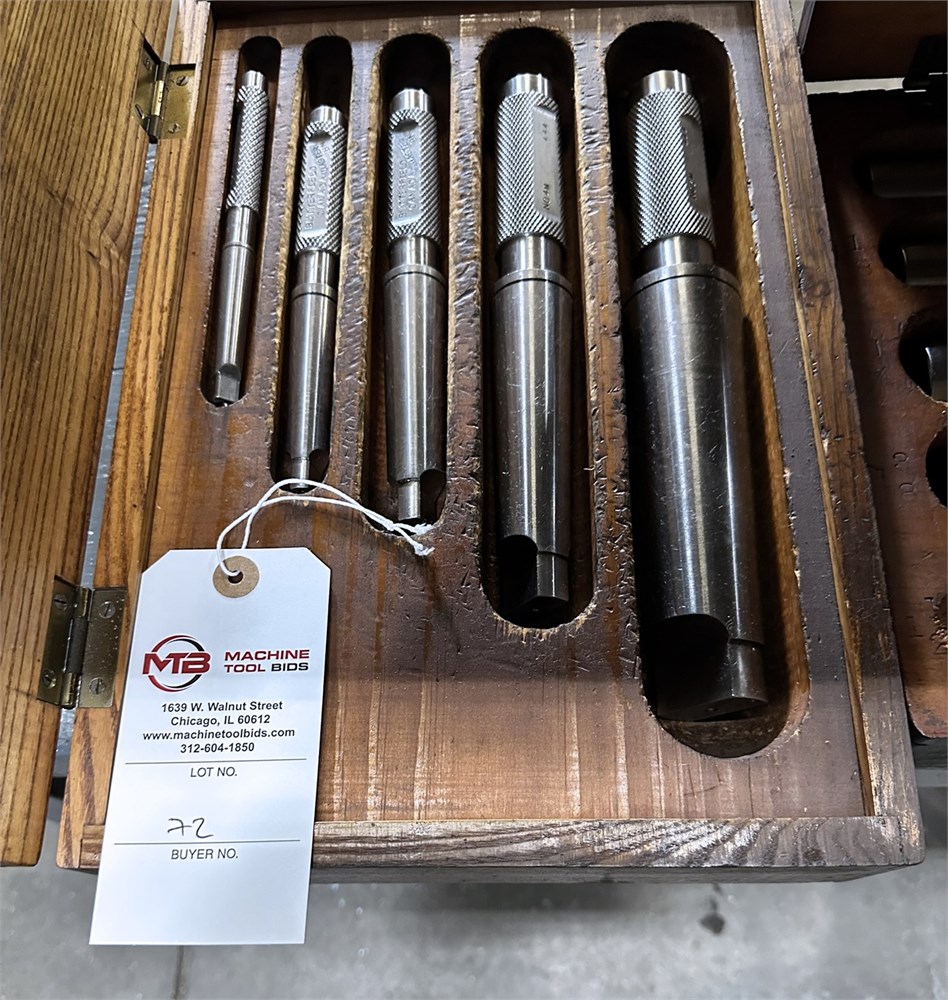 MTB MACHINE
TOOL BIDS
1639 W. Walnut Street
Chicago, IL 60612
www.machinetoolbids.com
312-604-1850
LOT NO.
72
BUYER NO.